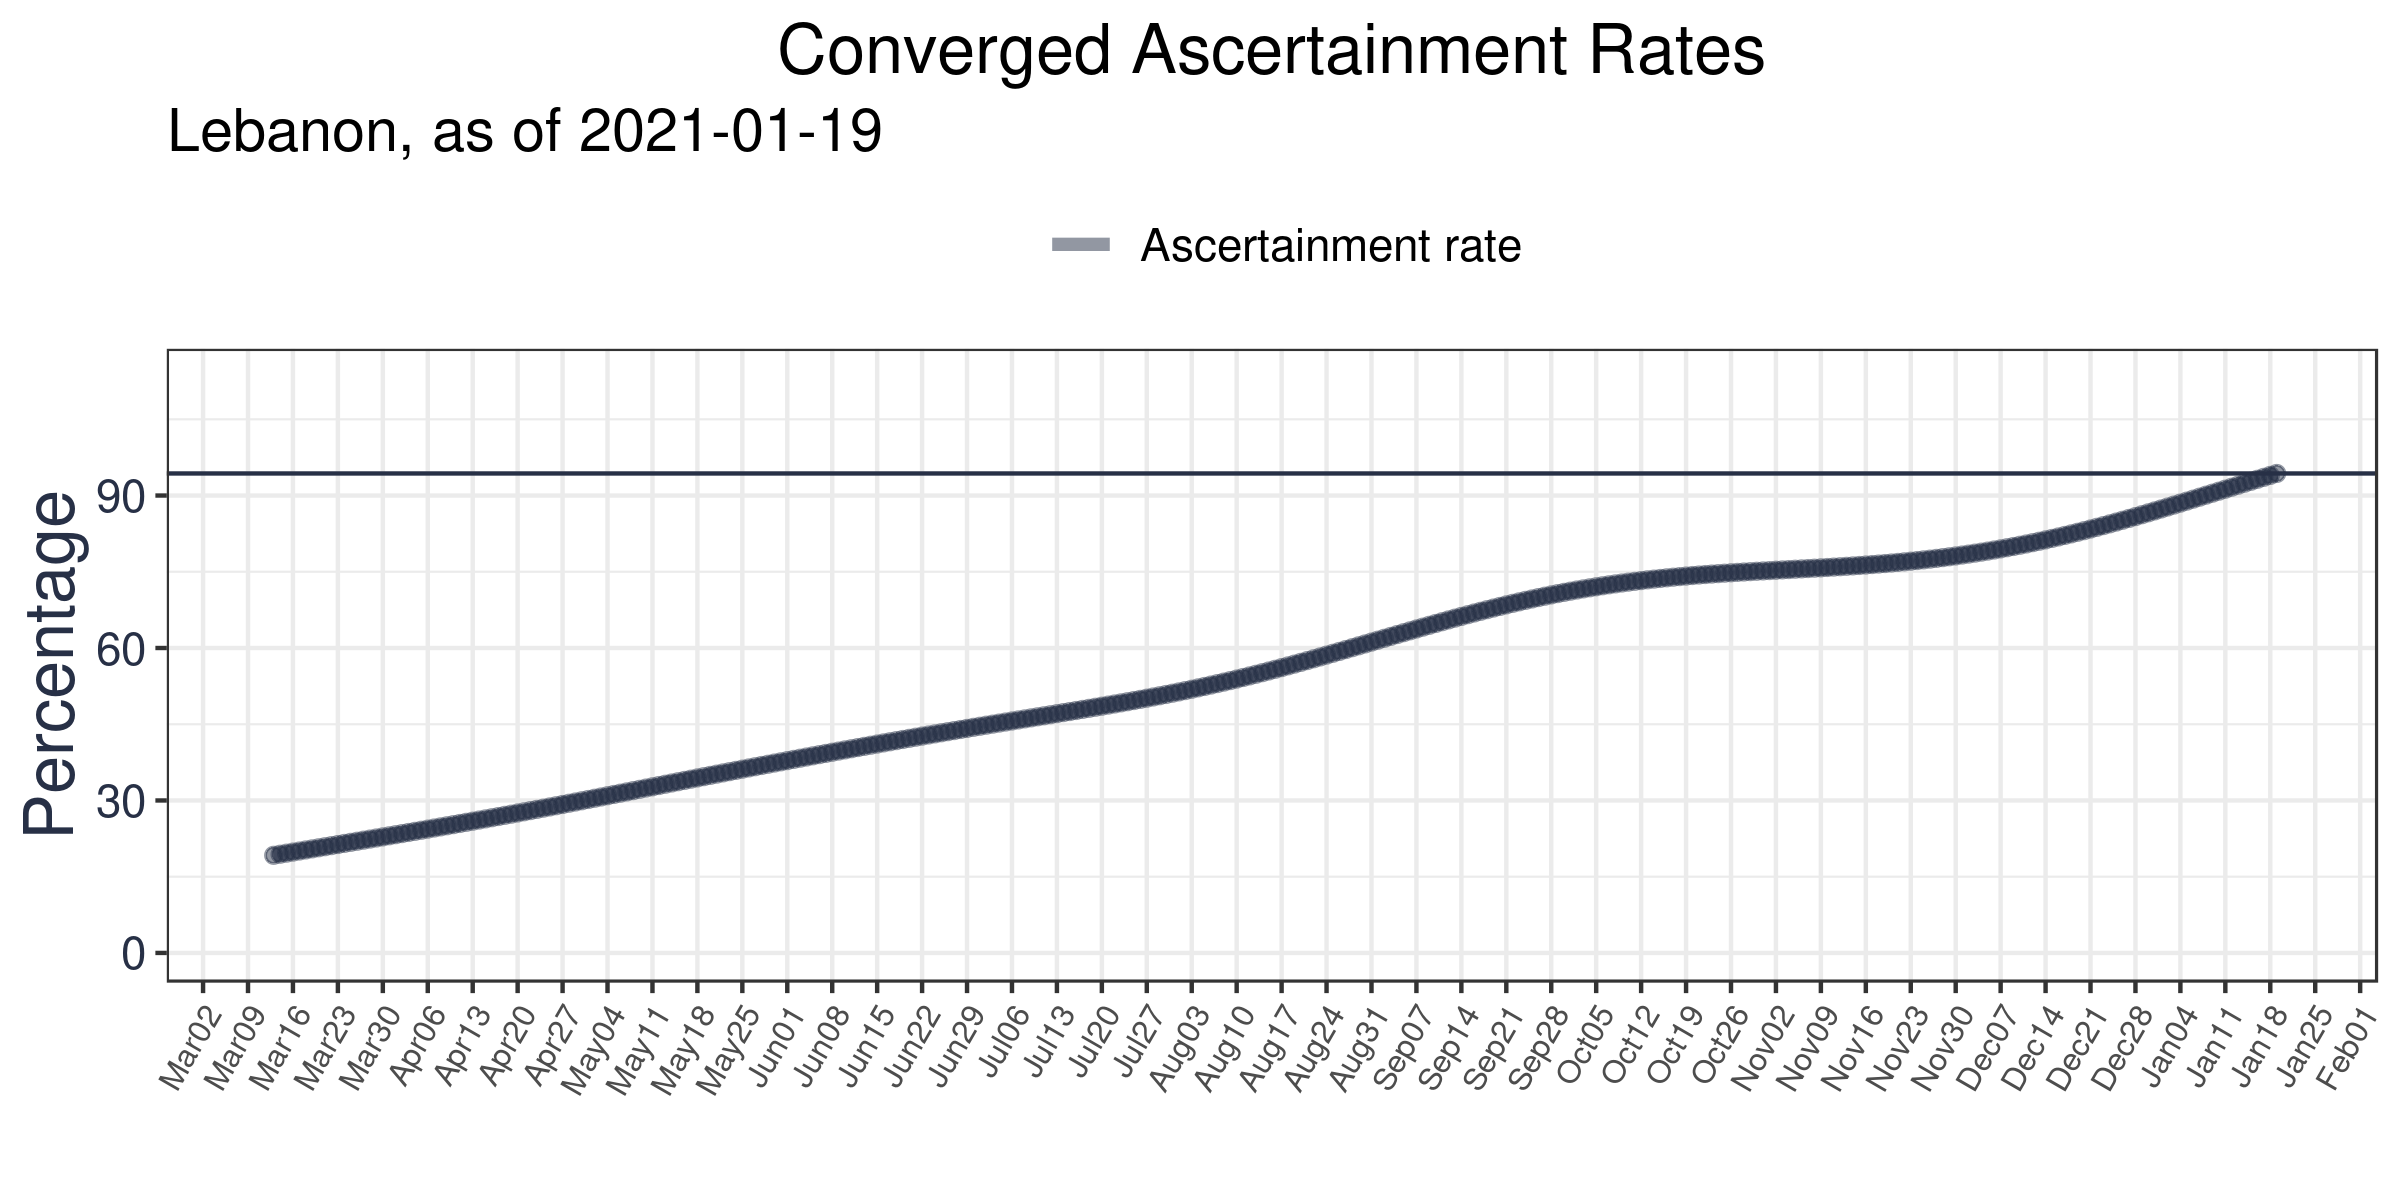 Converged Ascertainment Rates
Lebanon, as of 2021-01-19
Ascertainment rate
Percentage
90
60
30
0
Mar02
Mar09
Mar16
Mar23
Mar30
Apr06
Apr13
Apr20
Apr27
May04
May11
May18
May25
Jun01
Jun08
Jun15
Jun22
Jun29
Jul06
Jul13
Jul20
Jul27
Aug03
Aug10
Aug17
Aug24
Aug31
Sep07
Sep14
Sep21
Sep28
Oct05
Oct12
Oct19
Oct26
Nov02
Nov09
Nov16
Nov23
Nov30
Dec07
Dec14
Dec21
Dec28
Jan04
Jan11
Jan18
Jan25
Feb01